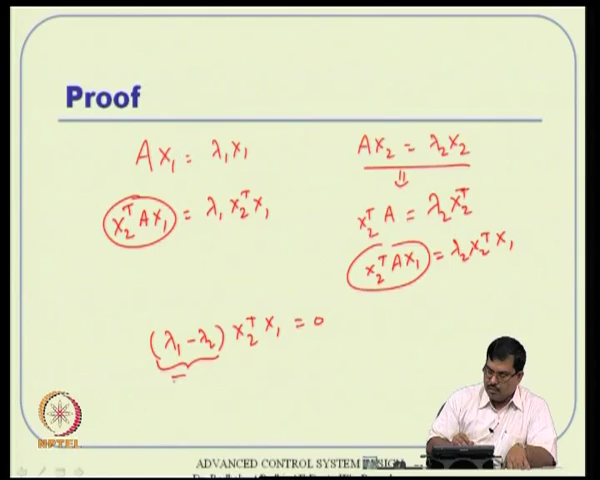 Proof
Ax₁ = λ₁x₁
x₂ᵀAx₁ = λ₁x₂ᵀx₁
Ax₂ = λ₂x₂
⇓
x₂ᵀA = λ₂x₂ᵀ
x₂ᵀAx₁ = λ₂x₂ᵀx₁
(λ₁ - λ₂) x₂ᵀx₁ = 0
NPTEL
ADVANCED CONTROL SYSTEM DESIGN